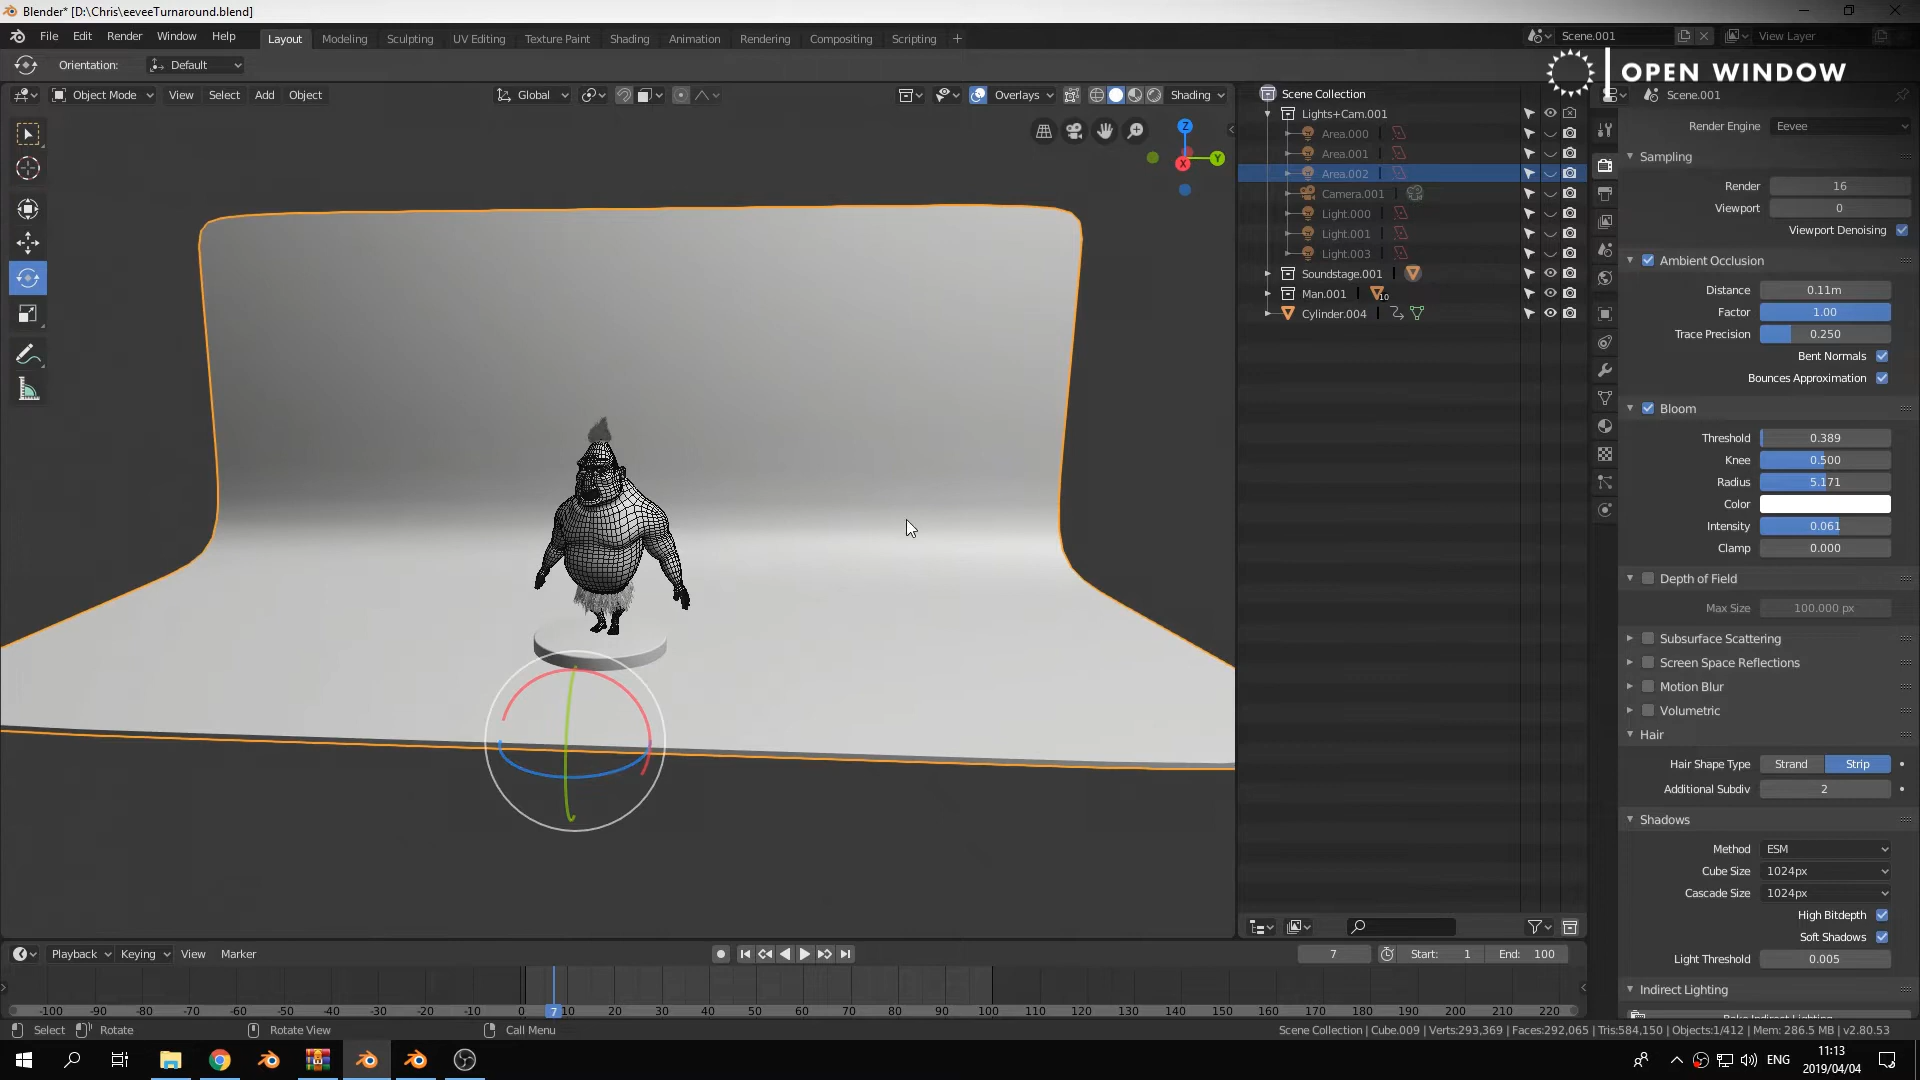 Blender* [D:\Chris\eeveeTurnaround.blend]
File Edit Render Window Help Layout Modeling Sculpting UV Editing Texture Paint Shading Animation Rendering Compositing Scripting + Scene.001 View Layer
Orientation: Default
OPEN WINDOW
Object Mode View Select Add Object Global Overlays Shading
Z
Y
X
Scene Collection
Lights+Cam.001
Area.000
Area.001
Area.002
Camera.001
Light.000
Light.001
Light.003
Soundstage.001
Man.001 10
Cylinder.004
Scene.001
Render Engine Eevee
Sampling
Render 16
Viewport 0
Viewport Denoising
Ambient Occlusion
Distance 0.11m
Factor 1.00
Trace Precision 0.250
Bent Normals
Bounces Approximation
Bloom
Threshold 0.389
Knee 0.500
Radius 5.171
Color
Intensity 0.061
Clamp 0.000
Depth of Field
Max Size 100.000 px
Subsurface Scattering
Screen Space Reflections
Motion Blur
Volumetric
Hair
Hair Shape Type Strand Strip
Additional Subdiv 2
Shadows
Method ESM
Cube Size 1024px
Cascade Size 1024px
High Bitdepth
Soft Shadows
Light Threshold 0.005
Indirect Lighting
Bake Indirect Lighting
Playback Keying View Marker 7 Start: 1 End: 100
-100 -90 -80 -70 -60 -50 -40 -30 -20 -10 0 7 10 20 30 40 50 60 70 80 90 100 110 120 130 140 150 160 170 180 190 200 210 220
Select Rotate Rotate View Call Menu Scene Collection | Cube.009 | Verts:293,369 | Faces:292,065 | Tris:584,150 | Objects:1/412 | Mem: 286.5 MB | v2.80.53
ENG
11:13
2019/04/04